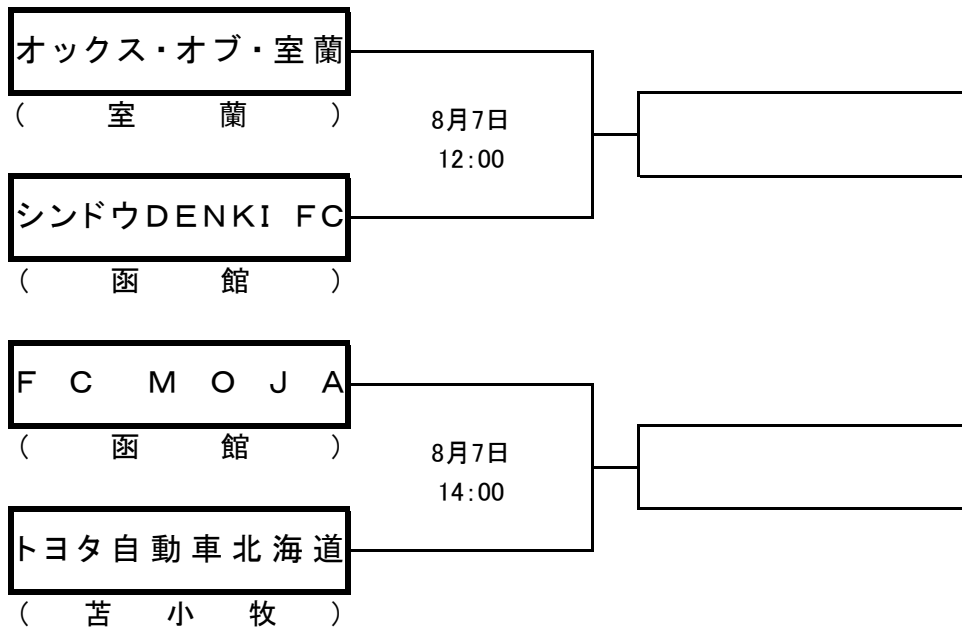 オックス・オブ・室蘭
( 室 蘭 )
8月7日
12:00
シンドウDENKI FC
( 函 館 )
F C M O J A
( 函 館 )
8月7日
14:00
トヨタ自動車北海道
( 苫 小 牧 )